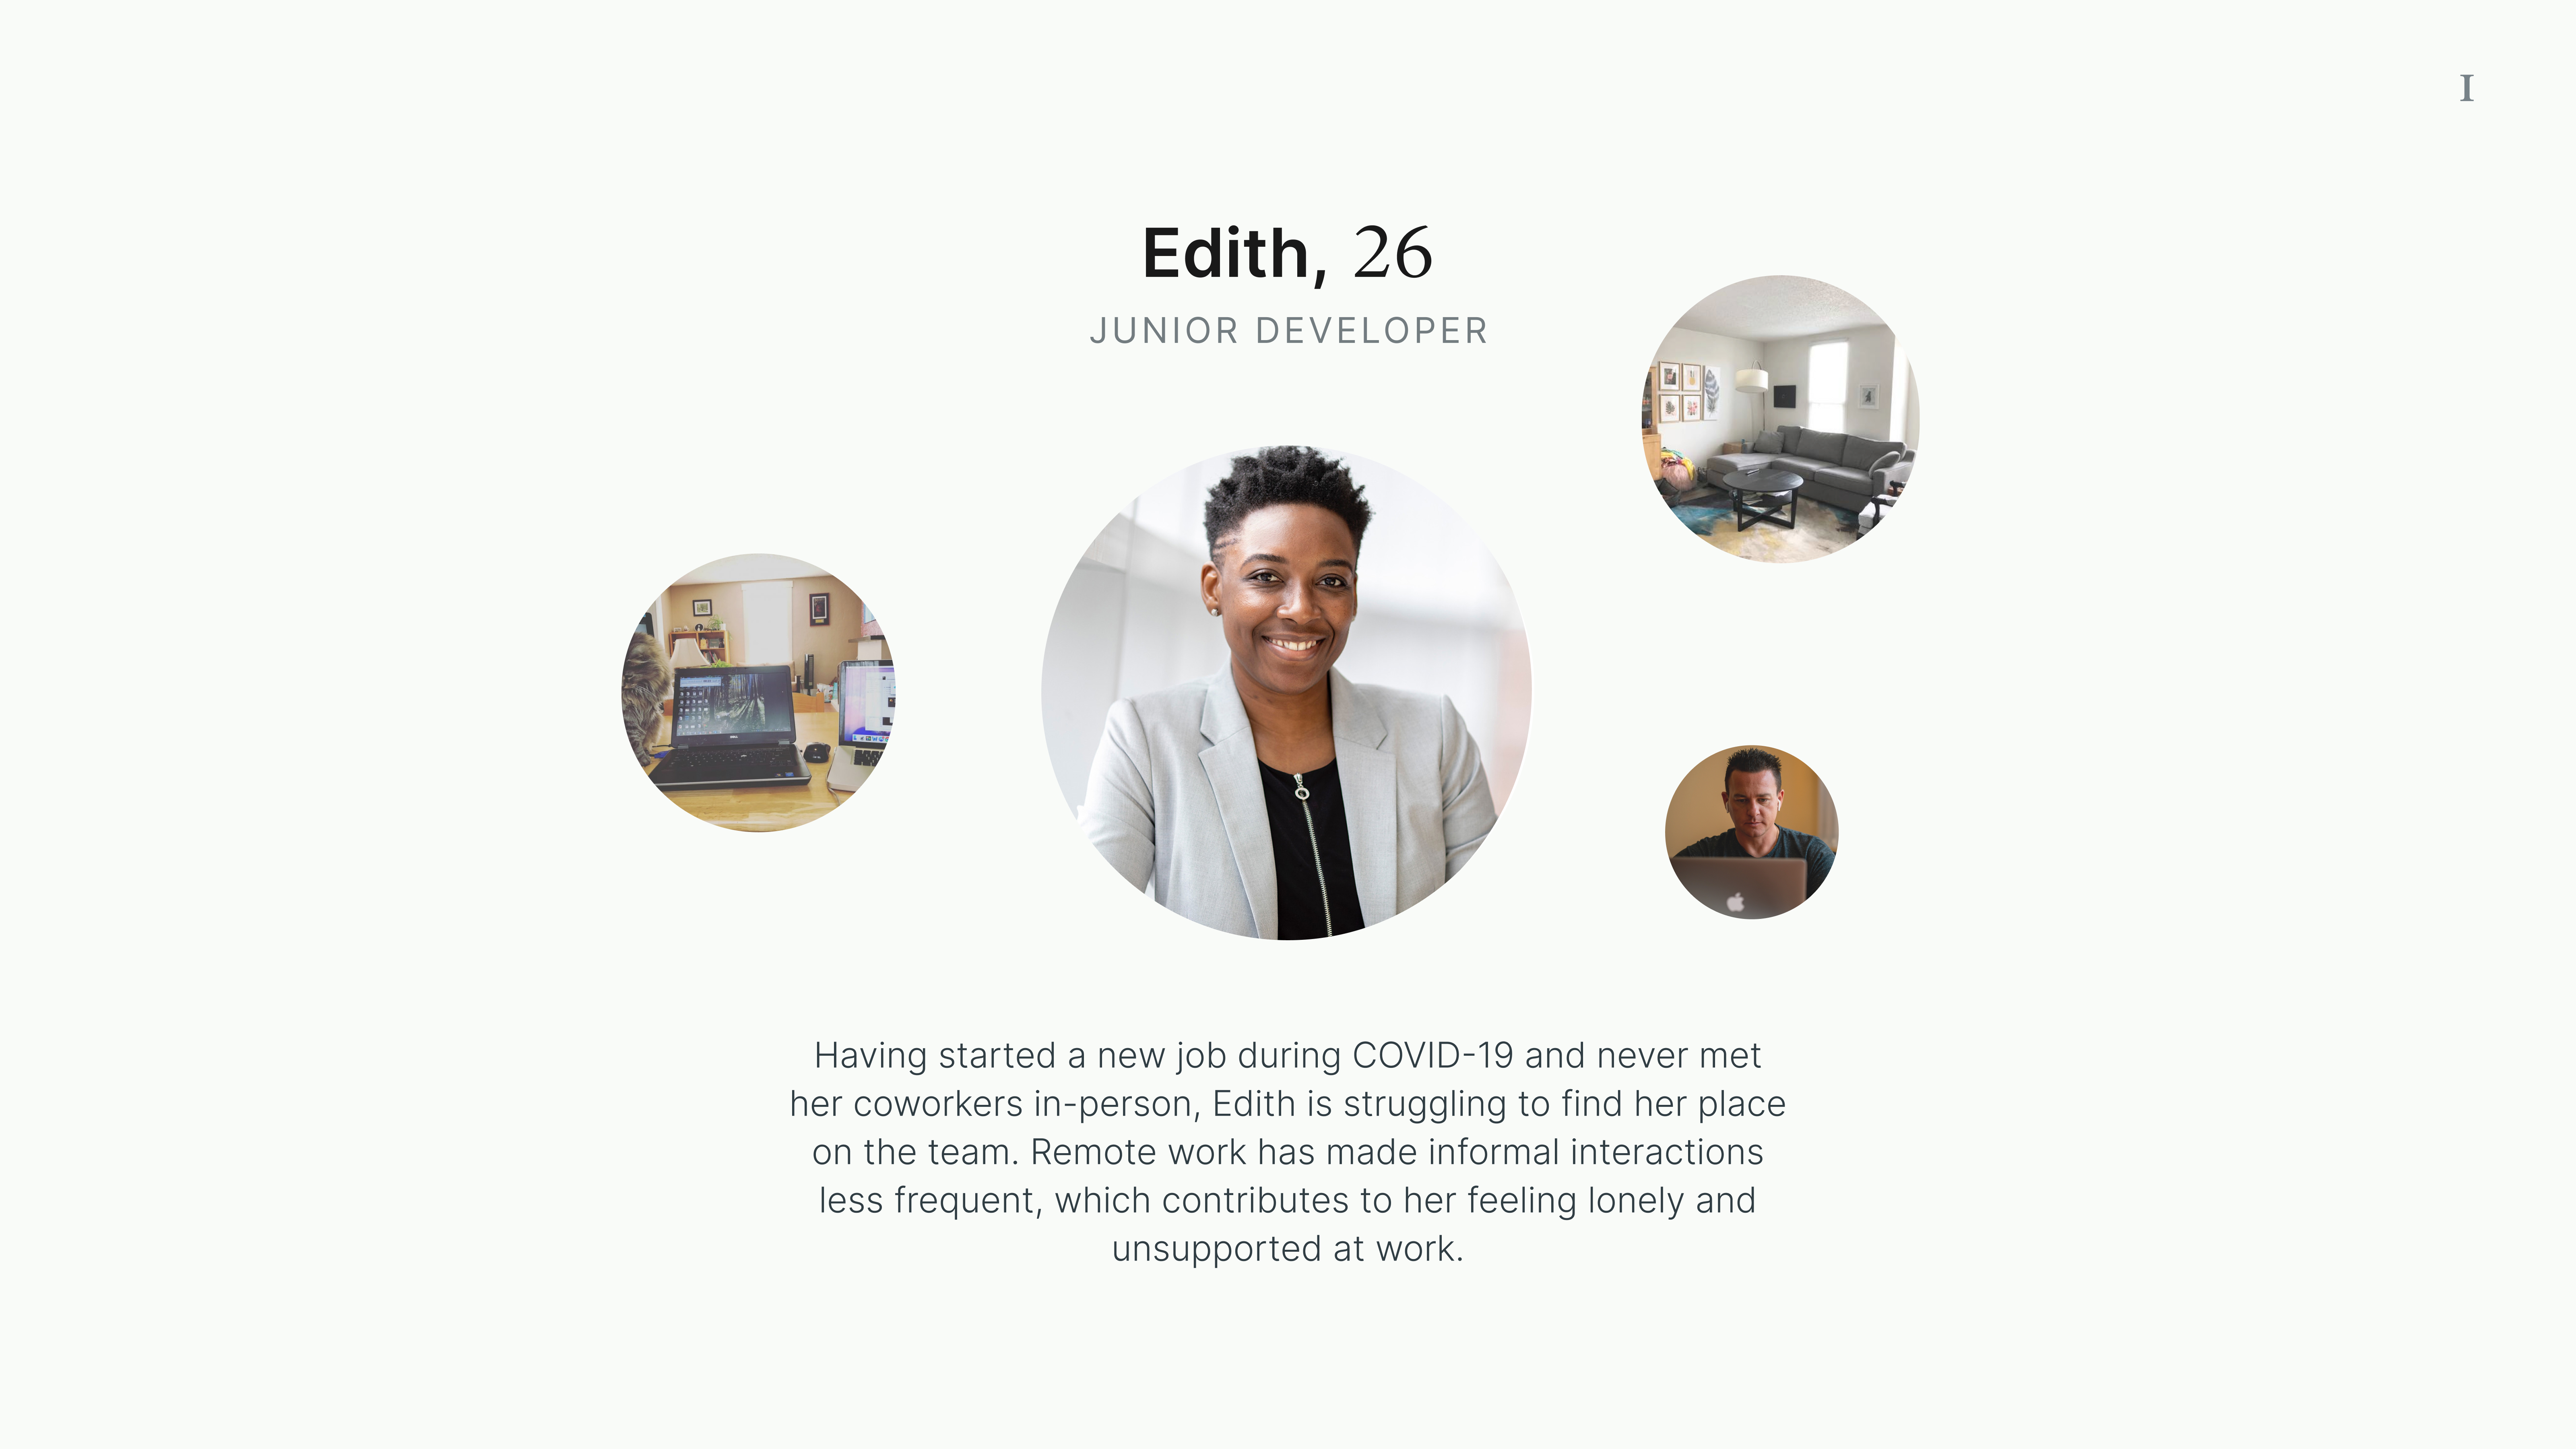 I
Edith, 26
JUNIOR DEVELOPER
Having started a new job during COVID-19 and never met
her coworkers in-person, Edith is struggling to find her place
on the team. Remote work has made informal interactions
less frequent, which contributes to her feeling lonely and
unsupported at work.